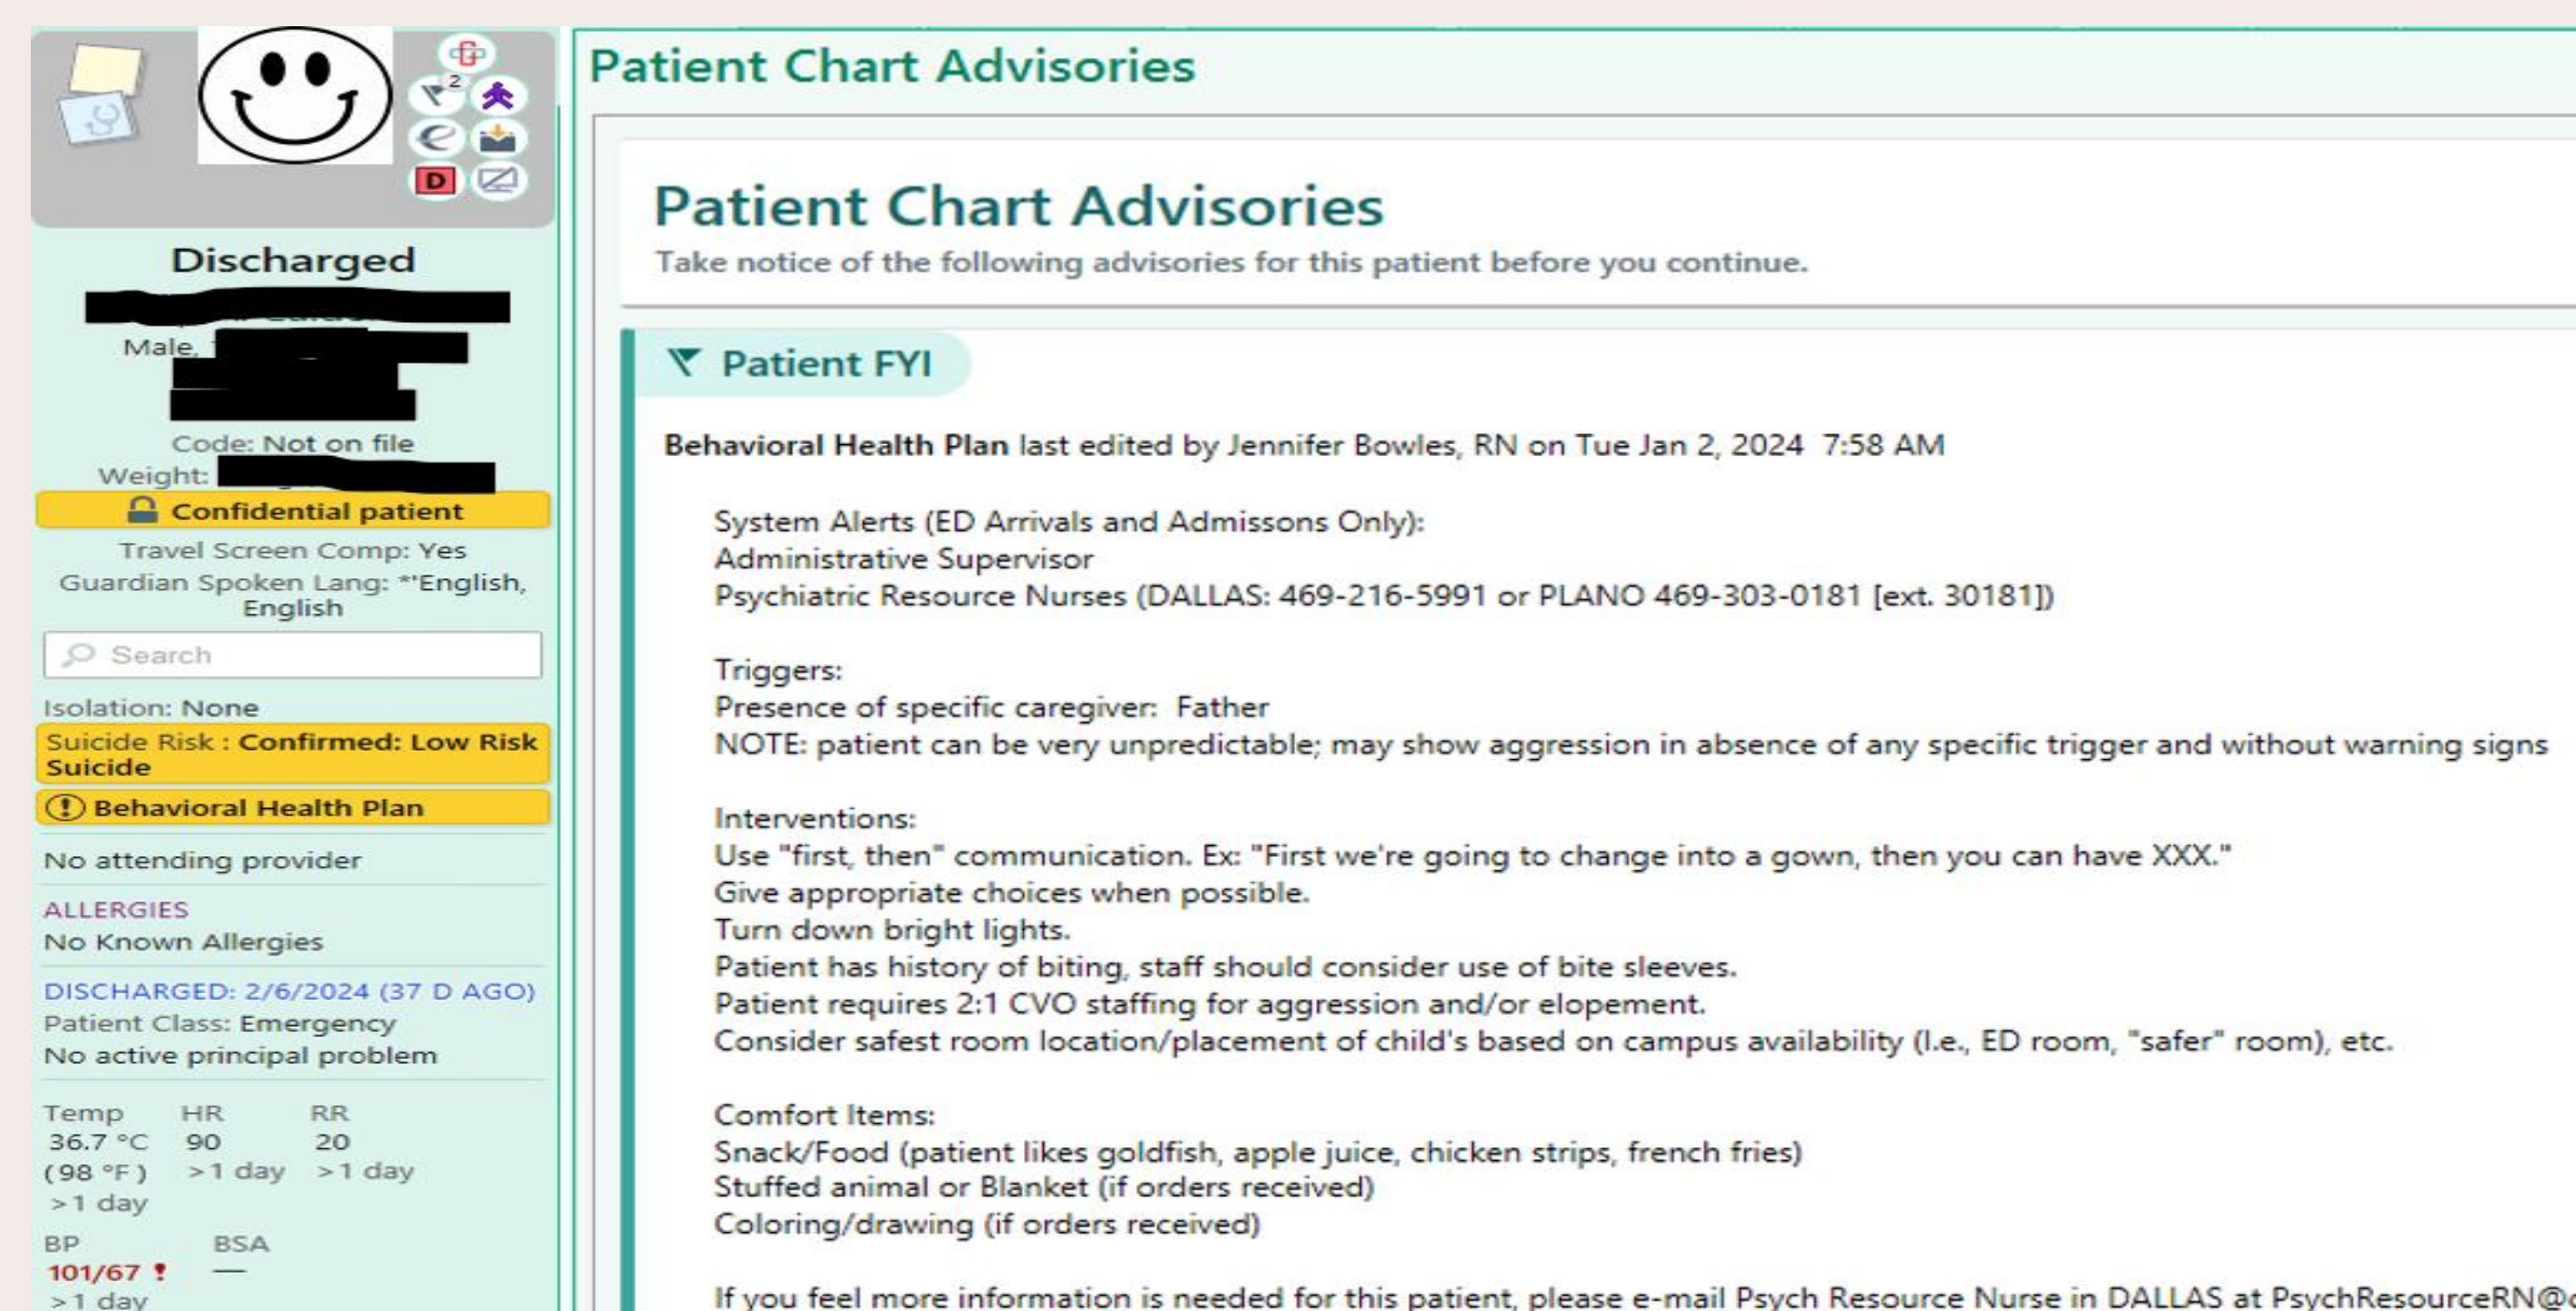 2
D
Discharged
Male,
Code: Not on file
Weight:
Confidential patient
Travel Screen Comp: Yes
Guardian Spoken Lang: *'English,
English
Search
Isolation: None
Suicide Risk : Confirmed: Low Risk
Suicide
Behavioral Health Plan
No attending provider
ALLERGIES
No Known Allergies
DISCHARGED: 2/6/2024 (37 D AGO)
Patient Class: Emergency
No active principal problem
Temp HR RR
36.7 °C 90 20
(98 °F) >1 day >1 day
>1 day
BP BSA
101/67 ! —
>1 day
Patient Chart Advisories
Patient Chart Advisories
Take notice of the following advisories for this patient before you continue.
Patient FYI
Behavioral Health Plan last edited by Jennifer Bowles, RN on Tue Jan 2, 2024 7:58 AM
System Alerts (ED Arrivals and Admissons Only):
Administrative Supervisor
Psychiatric Resource Nurses (DALLAS: 469-216-5991 or PLANO 469-303-0181 [ext. 30181])
Triggers:
Presence of specific caregiver: Father
NOTE: patient can be very unpredictable; may show aggression in absence of any specific trigger and without warning signs
Interventions:
Use "first, then" communication. Ex: "First we're going to change into a gown, then you can have XXX."
Give appropriate choices when possible.
Turn down bright lights.
Patient has history of biting, staff should consider use of bite sleeves.
Patient requires 2:1 CVO staffing for aggression and/or elopement.
Consider safest room location/placement of child's based on campus availability (I.e., ED room, "safer" room), etc.
Comfort Items:
Snack/Food (patient likes goldfish, apple juice, chicken strips, french fries)
Stuffed animal or Blanket (if orders received)
Coloring/drawing (if orders received)
If you feel more information is needed for this patient, please e-mail Psych Resource Nurse in DALLAS at PsychResourceRN@